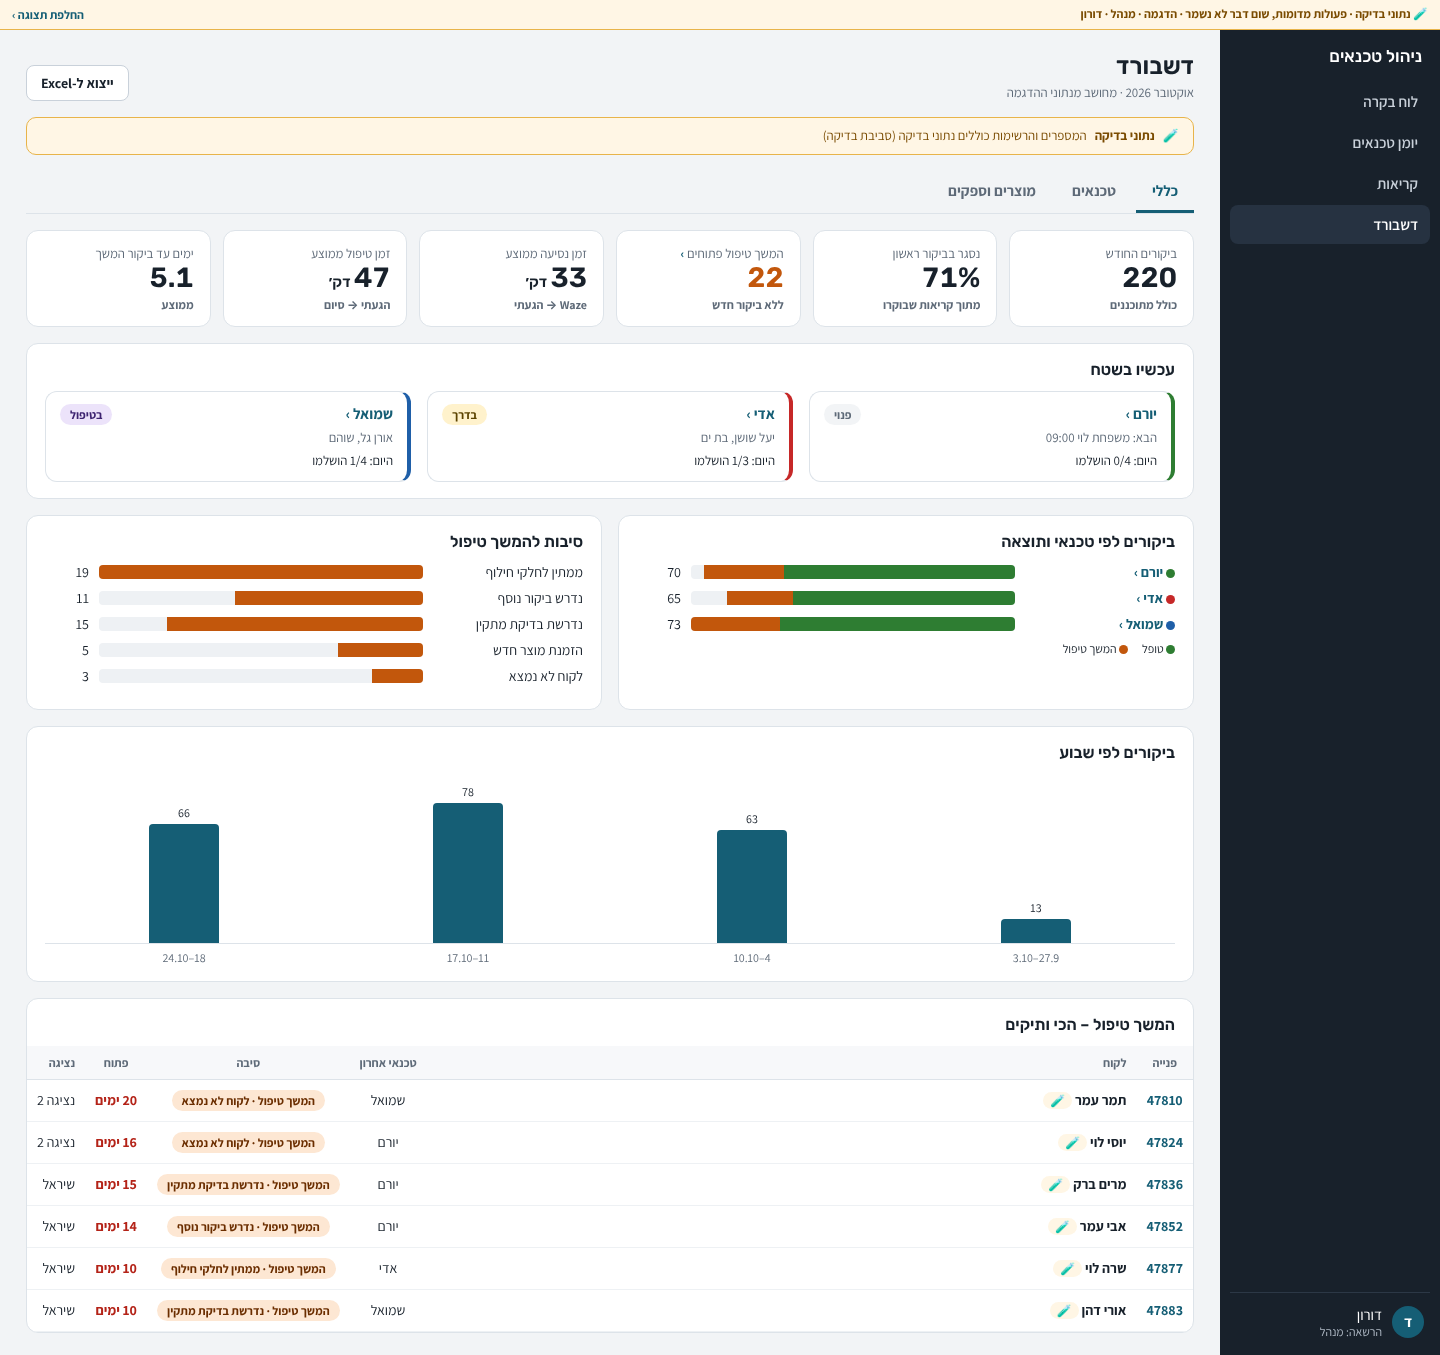 🧪 נתוני בדיקה · פעולות מדומות, שום דבר לא נשמר · הדגמה · מנהל · דורון
החלפת תצוגה ›
ניהול טכנאים
לוח בקרה
יומן טכנאים
קריאות
דשבורד
דשבורד
אוקטובר 2026 · מחושב מנתוני ההדגמה
ייצוא ל-Excel
🧪 נתוני בדיקה המספרים והרשימות כוללים נתוני בדיקה (סביבת בדיקה)
כללי טכנאים מוצרים וספקים
ביקורים החודש
220
כולל מתוכננים
נסגר בביקור ראשון
71%
מתוך קריאות שבוקרו
המשך טיפול פתוחים ›
22
ללא ביקור חדש
זמן נסיעה ממוצע
33 דק׳
Waze → הגעתי
זמן טיפול ממוצע
47 דק׳
הגעתי → סיום
ימים עד ביקור המשך
5.1
ממוצע
עכשיו בשטח
יורם › פנוי
הבא: משפחת לוי 09:00
היום: 0/4 הושלמו
אדי › בדרך
יעל שושן, בת ים
היום: 1/3 הושלמו
שמואל › בטיפול
אורן גל, שוהם
היום: 1/4 הושלמו
ביקורים לפי טכנאי ותוצאה
יורם › 70
אדי › 65
שמואל › 73
טופל המשך טיפול
סיבות להמשך טיפול
ממתין לחלקי חילוף 19
נדרש ביקור נוסף 11
נדרשת בדיקת מתקין 15
הזמנת מוצר חדש 5
לקוח לא נמצא 3
ביקורים לפי שבוע
13 63 78 66
27.9–3.10 4–10.10 11–17.10 18–24.10
המשך טיפול – הכי ותיקים
פנייה לקוח טכנאי אחרון סיבה פתוח נציגה
47810 תמר עמר 🧪 שמואל המשך טיפול · לקוח לא נמצא 20 ימים נציגה 2
47824 יוסי לוי 🧪 יורם המשך טיפול · לקוח לא נמצא 16 ימים נציגה 2
47836 מרים ברק 🧪 יורם המשך טיפול · נדרשת בדיקת מתקין 15 ימים שיראל
47852 אבי עמר 🧪 יורם המשך טיפול · נדרש ביקור נוסף 14 ימים שיראל
47877 שרה לוי 🧪 אדי המשך טיפול · ממתין לחלקי חילוף 10 ימים שיראל
47883 אורי דהן 🧪 שמואל המשך טיפול · נדרשת בדיקת מתקין 10 ימים שיראל
ד
דורון
הרשאה: מנהל